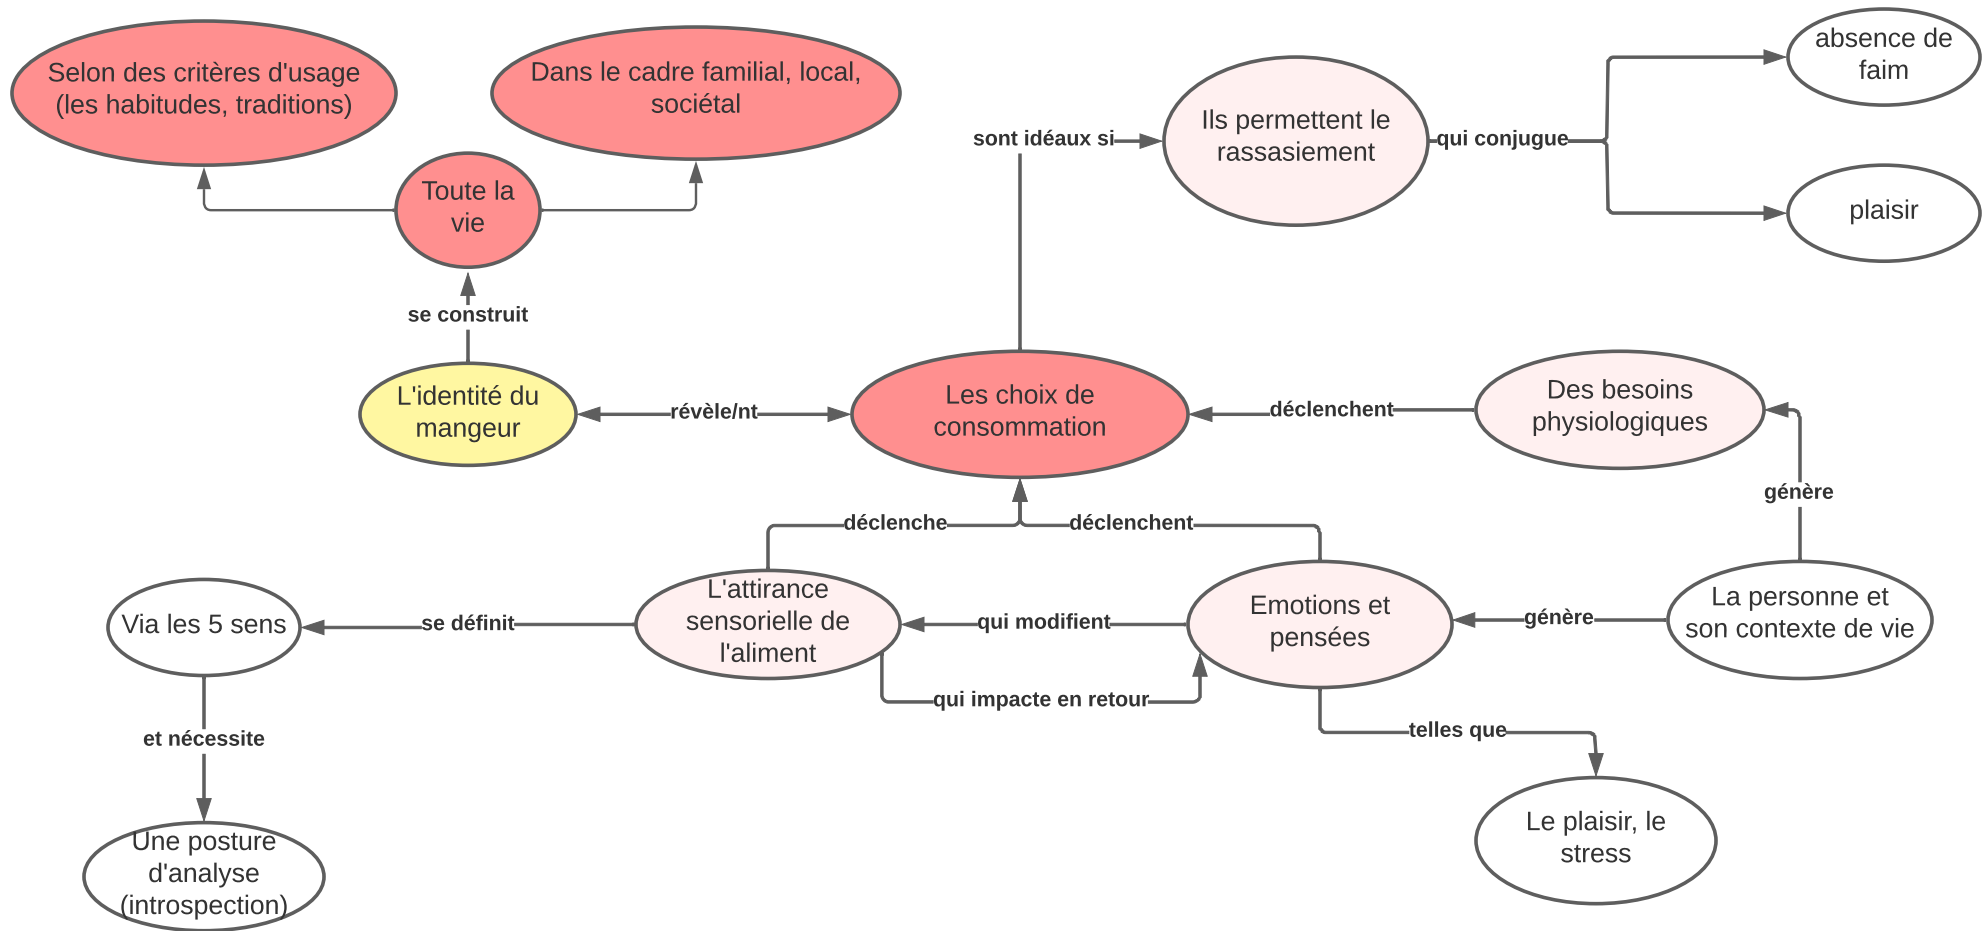 Selon des critères d'usage
(les habitudes, traditions)
Dans le cadre familial, local,
sociétal
absence de
faim
sont idéaux si
Ils permettent le
rassasiement
qui conjugue
plaisir
Toute la
vie
se construit
L'identité du
mangeur
révèle/nt
Les choix de
consommation
déclenchent
Des besoins
physiologiques
génère
déclenche
déclenchent
Via les 5 sens
se définit
L'attirance
sensorielle de
l'aliment
qui modifient
Emotions et
pensées
génère
La personne et
son contexte de vie
qui impacte en retour
telles que
et nécessite
Une posture
d'analyse
(introspection)
Le plaisir, le
stress